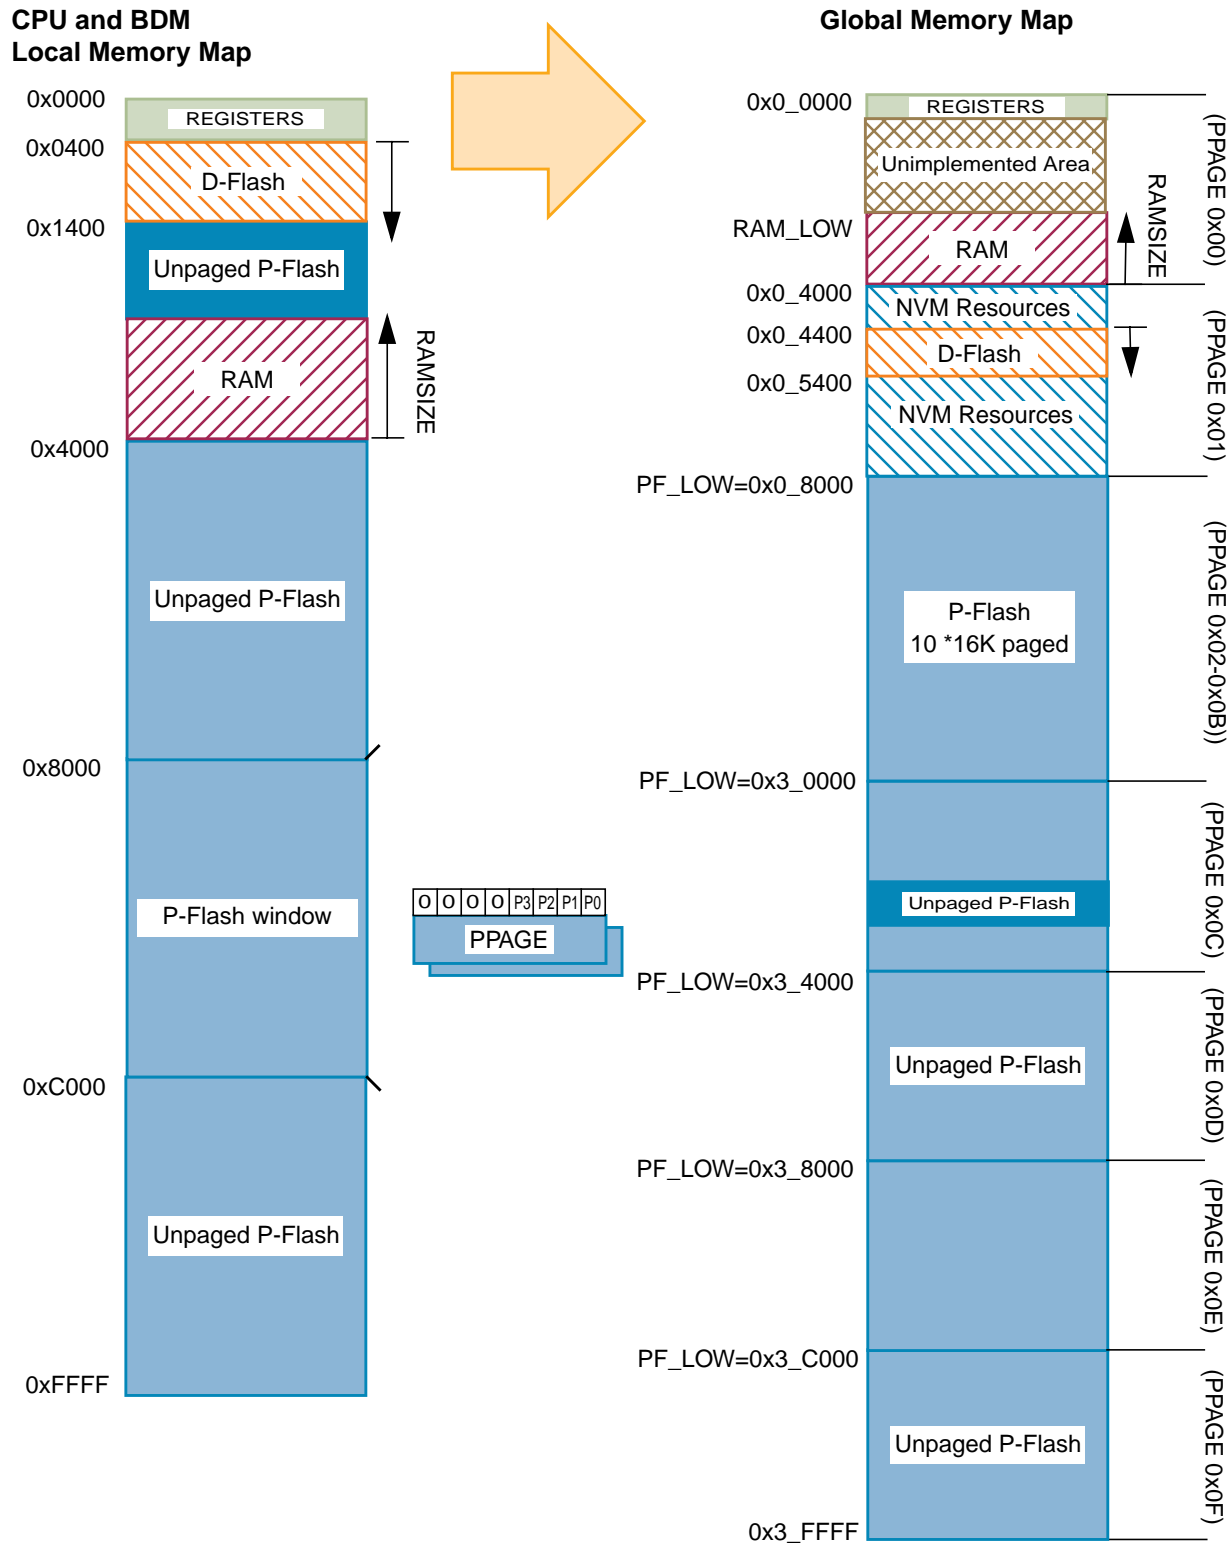 CPU and BDM
Local Memory Map
0x0000
REGISTERS
0x0400
D-Flash
0x1400
Unpaged P-Flash
RAM
RAMSIZE
0x4000
Unpaged P-Flash
0x8000
P-Flash window
0xC000
Unpaged P-Flash
0xFFFF
0 0 0 0 P3 P2 P1 P0
PPAGE
Global Memory Map
0x0_0000
REGISTERS
Unimplemented Area
RAM_LOW
RAM
RAMSIZE
(PPAGE 0x00)
0x0_4000
NVM Resources
0x0_4400
D-Flash
0x0_5400
NVM Resources
(PPAGE 0x01)
PF_LOW=0x0_8000
P-Flash
10 *16K paged
(PPAGE 0x02-0x0B))
PF_LOW=0x3_0000
Unpaged P-Flash
(PPAGE 0x0C)
PF_LOW=0x3_4000
Unpaged P-Flash
(PPAGE 0x0D)
PF_LOW=0x3_8000
(PPAGE 0x0E)
PF_LOW=0x3_C000
Unpaged P-Flash
(PPAGE 0x0F)
0x3_FFFF